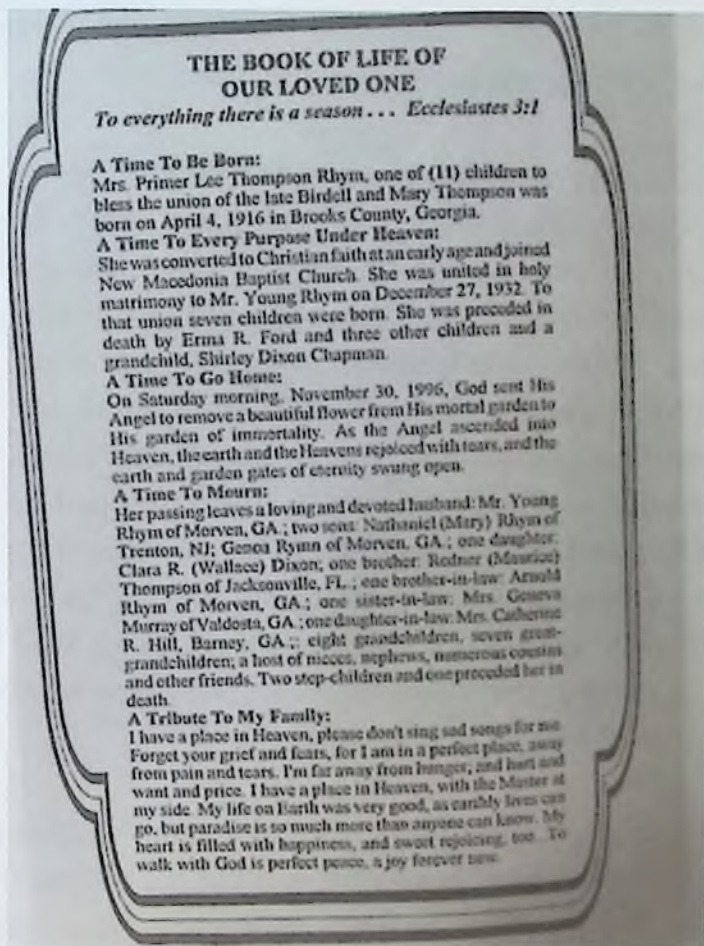 THE BOOK OF LIFE OF
OUR LOVED ONE
To everything there is a season . . . Ecclesiastes 3:1
A Time To Be Born:
Mrs. Primer Lee Thompson Rhym, one of (11) children to
bless the union of the late Birdell and Mary Thompson was
born on April 4, 1916 in Brooks County, Georgia.
A Time To Every Purpose Under Heaven:
She was converted to Christian faith at an early age and joined
New Macedonia Baptist Church. She was united in holy
matrimony to Mr. Young Rhym on December 27, 1932. To
that union seven children were born. She was preceded in
death by Erma R. Ford and three other children and a
grandchild, Shirley Dixon Chapman.
A Time To Go Home:
On Saturday morning, November 30, 1996, God sent His
Angel to remove a beautiful flower from His mortal garden to
His garden of immortality. As the Angel ascended into
Heaven, the earth and the Heavens rejoiced with tears, and the
earth and garden gates of eternity swung open.
A Time To Mourn:
Her passing leaves a loving and devoted husband: Mr. Young
Rhym of Morven, GA.; two sons: Nathaniel (Mary) Rhym of
Trenton, NJ; Genoa Rymn of Morven, GA.; one daughter:
Clara R. (Wallace) Dixon; one brother: Redner (Maurice)
Thompson of Jacksonville, FL.; one brother-in-law: Arnold
Rhym of Morven, GA.; one sister-in-law: Mrs. Geneva
Murray of Valdosta, GA.; one daughter-in-law: Mrs. Catherine
R. Hill, Barney, GA.;; eight grandchildren, seven great-
grandchildren; a host of nieces, nephews, numerous cousins
and other friends. Two step-children and one preceded her in
death.
A Tribute To My Family:
I have a place in Heaven, please don't sing sad songs for me.
Forget your grief and fears, for I am in a perfect place, away
from pain and tears. I'm far away from hunger, and hurt and
want and price. I have a place in Heaven, with the Master at
my side. My life on Earth was very good, as earthly lives can
go, but paradise is so much more than anyone can know. My
heart is filled with happiness, and sweet rejoicing, too. To
walk with God is perfect peace, a joy forever new.